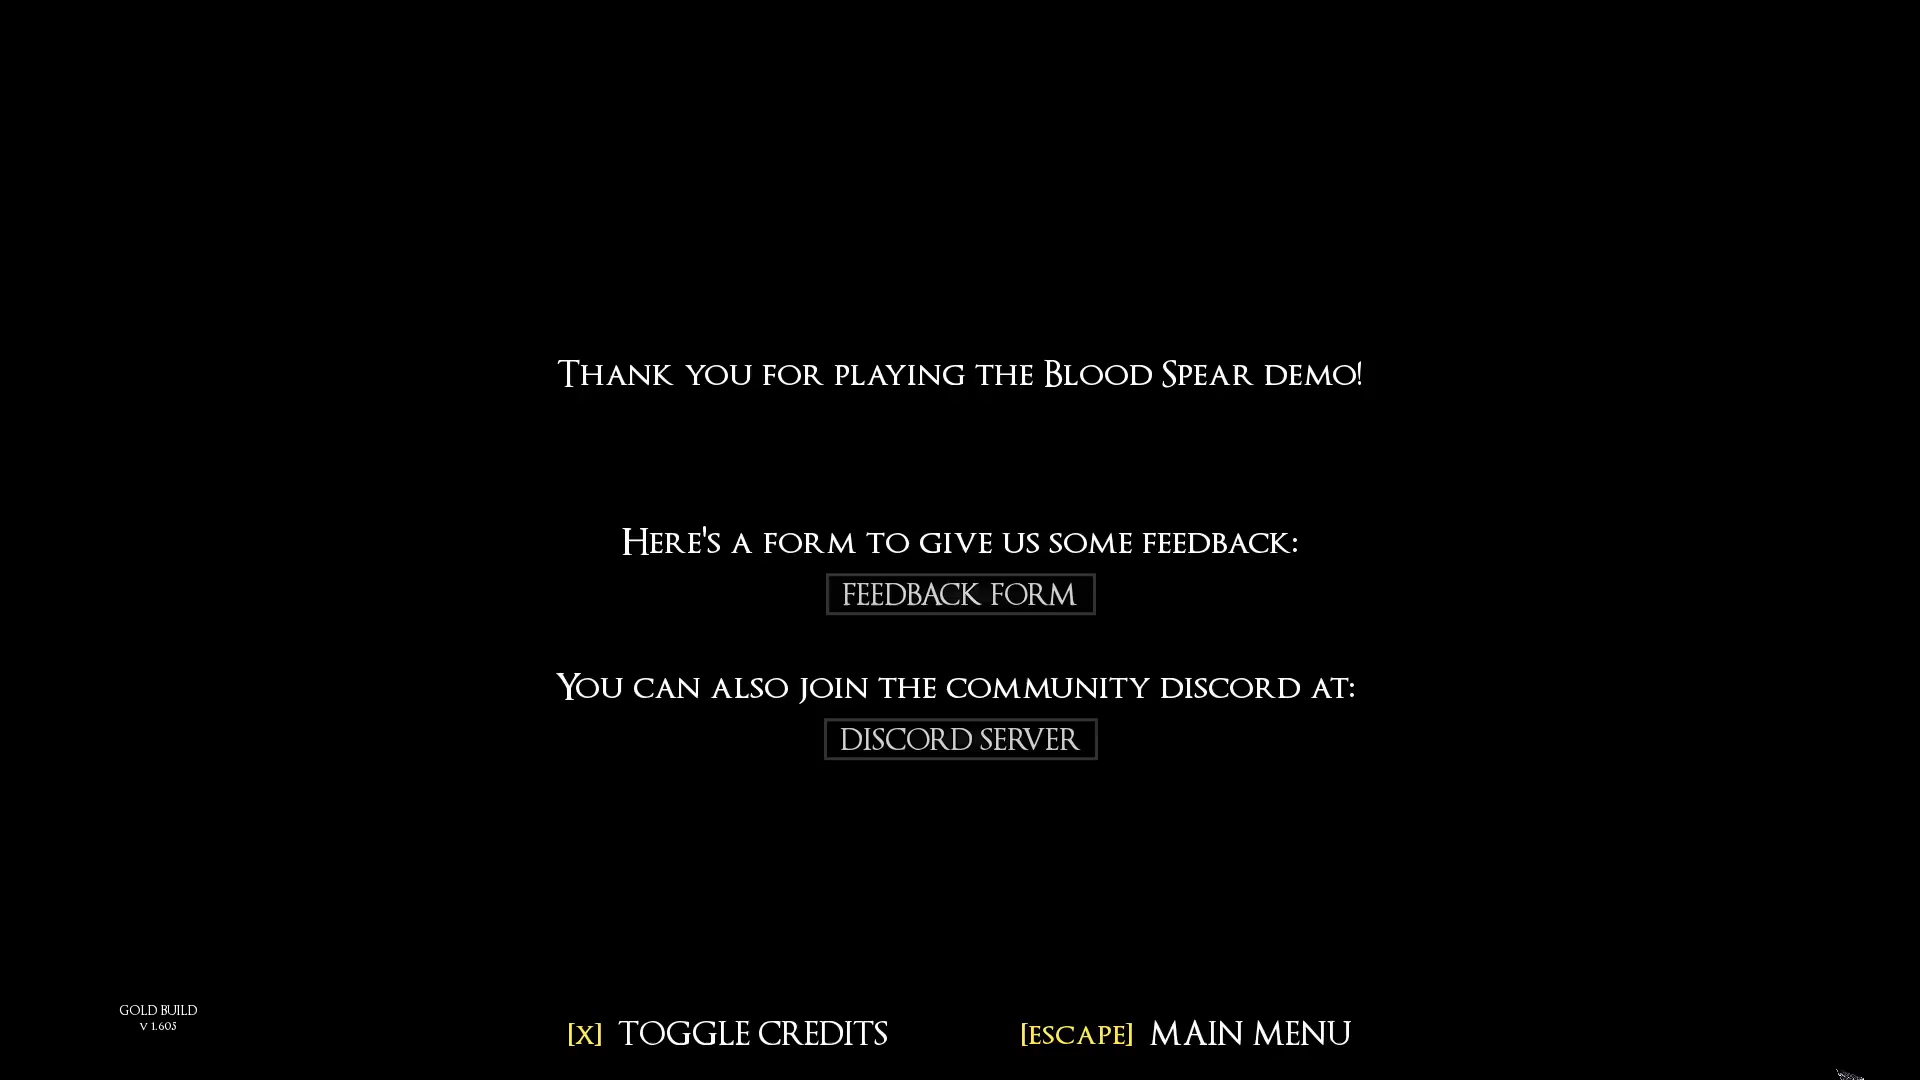 Thank you for playing the Blood Spear demo!
Here's a form to give us some feedback:
FEEDBACK FORM
You can also join the community discord at:
DISCORD SERVER
GOLD BUILD
V 1.603
[X] TOGGLE CREDITS [ESCAPE] MAIN MENU